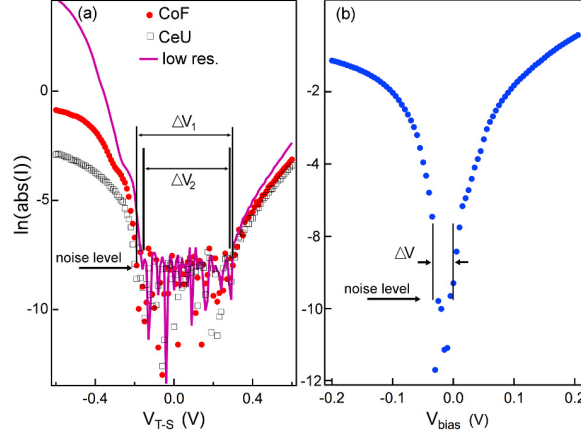 (a)
CoF
CeU
low res.
ΔV1
ΔV2
noise level
0
-5
-10
ln(abs(I))
-0.4
0.0
0.4
VT-S (V)
(b)
-2
-4
-6
-8
-10
-12
ΔV
noise level
-0.2
-0.1
0.0
0.1
0.2
Vbias (V)